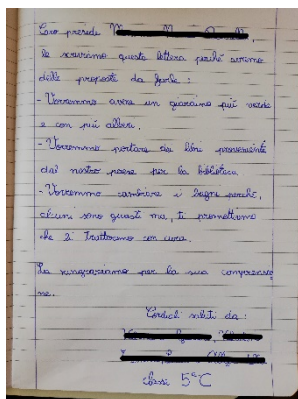 Caro preside
le scriviamo questa lettera perché avremmo
delle proposte da farle:
- Vorremmo avere un giardino più verde
e con più alberi.
- Vorremmo portare dei libri provenienti
dal nostro paese per la biblioteca.
- Vorremmo cambiare i bagni perché,
alcuni sono guasti ma, ti promettiamo
che li tratteremo con cura.
La ringraziamo per la sua comprensio
ne.
Cordiali saluti da:
classe 5ª C